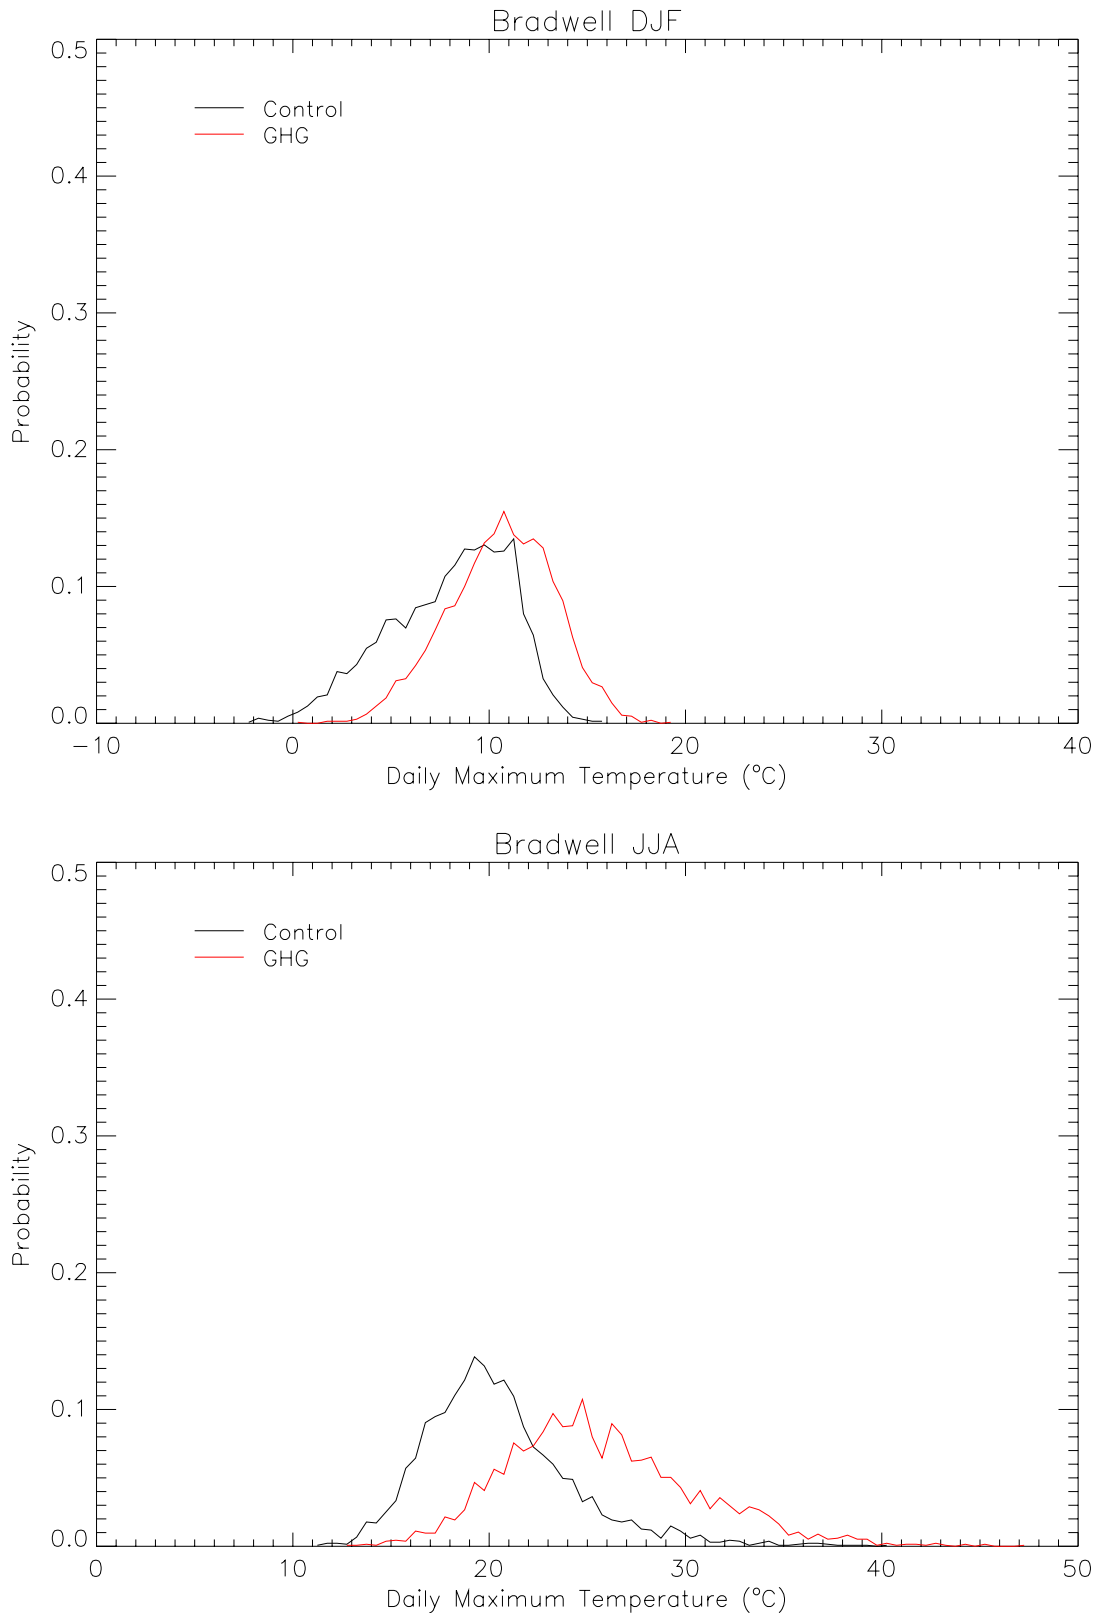 Bradwell DJF
0.5
Control
GHG
0.4
0.3
Probability
0.2
0.1
0.0
−10 0 10 20 30 40
Daily Maximum Temperature (°C)
Bradwell JJA
0.5
Control
GHG
0.4
0.3
Probability
0.2
0.1
0.0
0 10 20 30 40 50
Daily Maximum Temperature (°C)